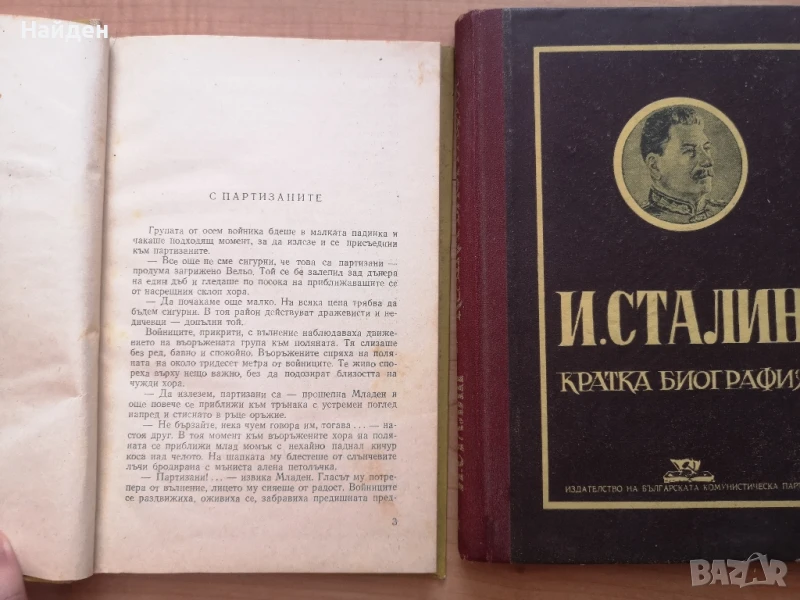 Найден
С ПАРТИЗАНИТЕ
Групата от осем войника бдеше в малката падинка и
чакаше подходящ момент, за да излезе и се присъедини
към партизаните.
— Все още не сме сигурни, че това са партизани —
продума загрижено Вельо. Той се бе залепил зад дънера
на един дъб и гледаше по посока на приближаващите се
от насрещния склон хора.
— Да почакаме още малко. На всяка цена трябва да
бъдем сигурни. В тоя район действуват дражевисти и не-
дичевци — допълни той.
Войниците, прикрити, с вълнение наблюдаваха движе-
нието на въоръжената група към поляната. Тя слизаше
без ред, бавно и спокойно. Въоръжените спряха на поля-
ната на около тридесет метра от войниците. Те живо спо-
реха върху нещо важно, без да подозират близостта на
чужди хора.
— Да излезем, партизани са — прошепна Младен и
още повече се приближи към трънака с устремен поглед
напред и стискато в ръце оръжие.
— Не бързайте, нека чуем говора им, тогава... — на-
стоя друг. В тоя момент към въоръжените хора на поля-
ната се приближи млад момък с нехайно паднал кичур
коса над челото. На шапката му блестеше от слънчевите
лъчи бродирана с мъниста алена петолъчка.
— Партизани!... — извика Младен. Гласът му потре-
пера от вълнение, лицето му сияеше от радост. Войниците
се раздвижиха, оживиха се, забравиха предишната пред-
3
И. СТАЛИН
КРАТКА БИОГРАФИЯ
ИЗДАТЕЛСТВО НА БЪЛГАРСКАТА КОМУНИСТИЧЕСКА ПАРТ
BAZAR